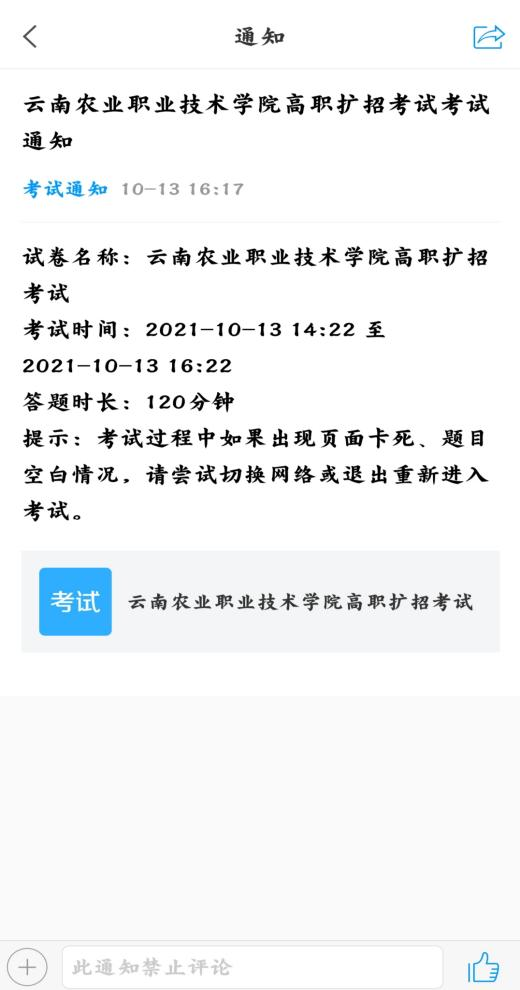 通知
云南农业职业技术学院高职扩招考试考试
通知
考试通知 10-13 16:17
试卷名称：云南农业职业技术学院高职扩招
考试
考试时间：2021-10-13 14:22 至
2021-10-13 16:22
答题时长：120分钟
提示：考试过程中如果出现页面卡死、题目
空白情况，请尝试切换网络或退出重新进入
考试。
考试 云南农业职业技术学院高职扩招考试
此通知禁止评论